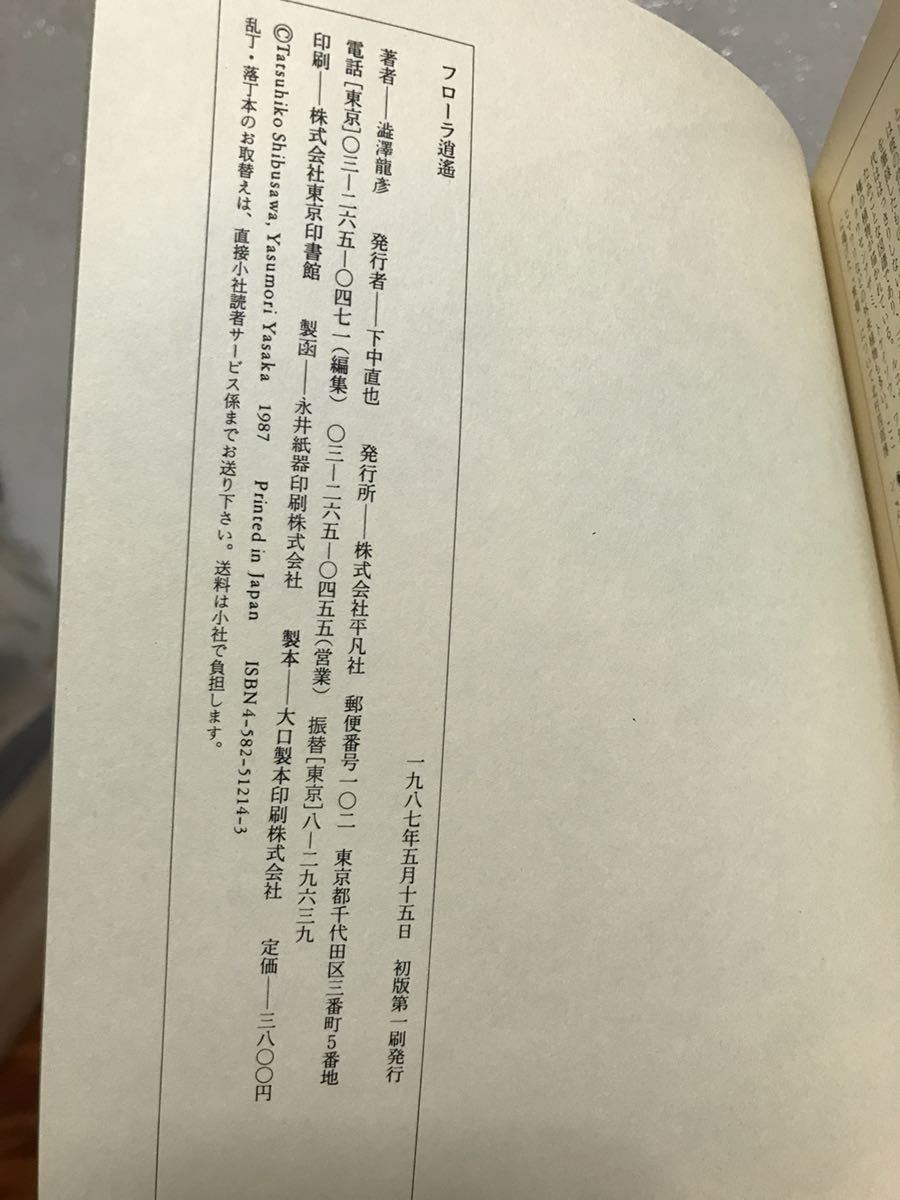 フローラ逍遙
一九八七年五月十五日　初版第一刷発行
著者―澁澤龍彦　発行者―下中直也　発行所―株式会社平凡社　郵便番号一〇二　東京都千代田区三番町5番地
電話[東京]〇三―二六五―〇四七一(編集)　〇三―二六五―〇四五五(営業)　振替[東京]八―二九六三九
印刷―株式会社東京印書館　製函―永井紙器印刷株式会社　製本―大口製本印刷株式会社　定価―三八〇〇円
©Tatsuhiko Shibusawa, Yasumori Yasaka 1987 Printed in Japan ISBN4-582-51214-3
乱丁・落丁本のお取替えは、直接小社読者サービス係までお送り下さい。送料は小社で負担します。